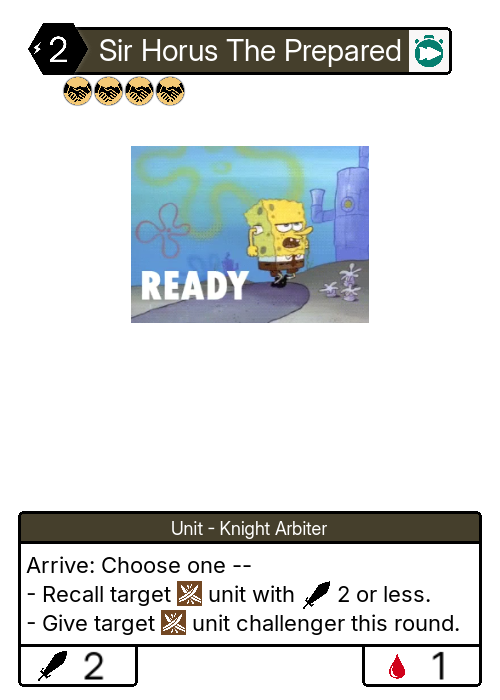 2 Sir Horus The Prepared
READY
Unit - Knight Arbiter
Arrive: Choose one --
- Recall target unit with 2 or less.
- Give target unit challenger this round.
2 1